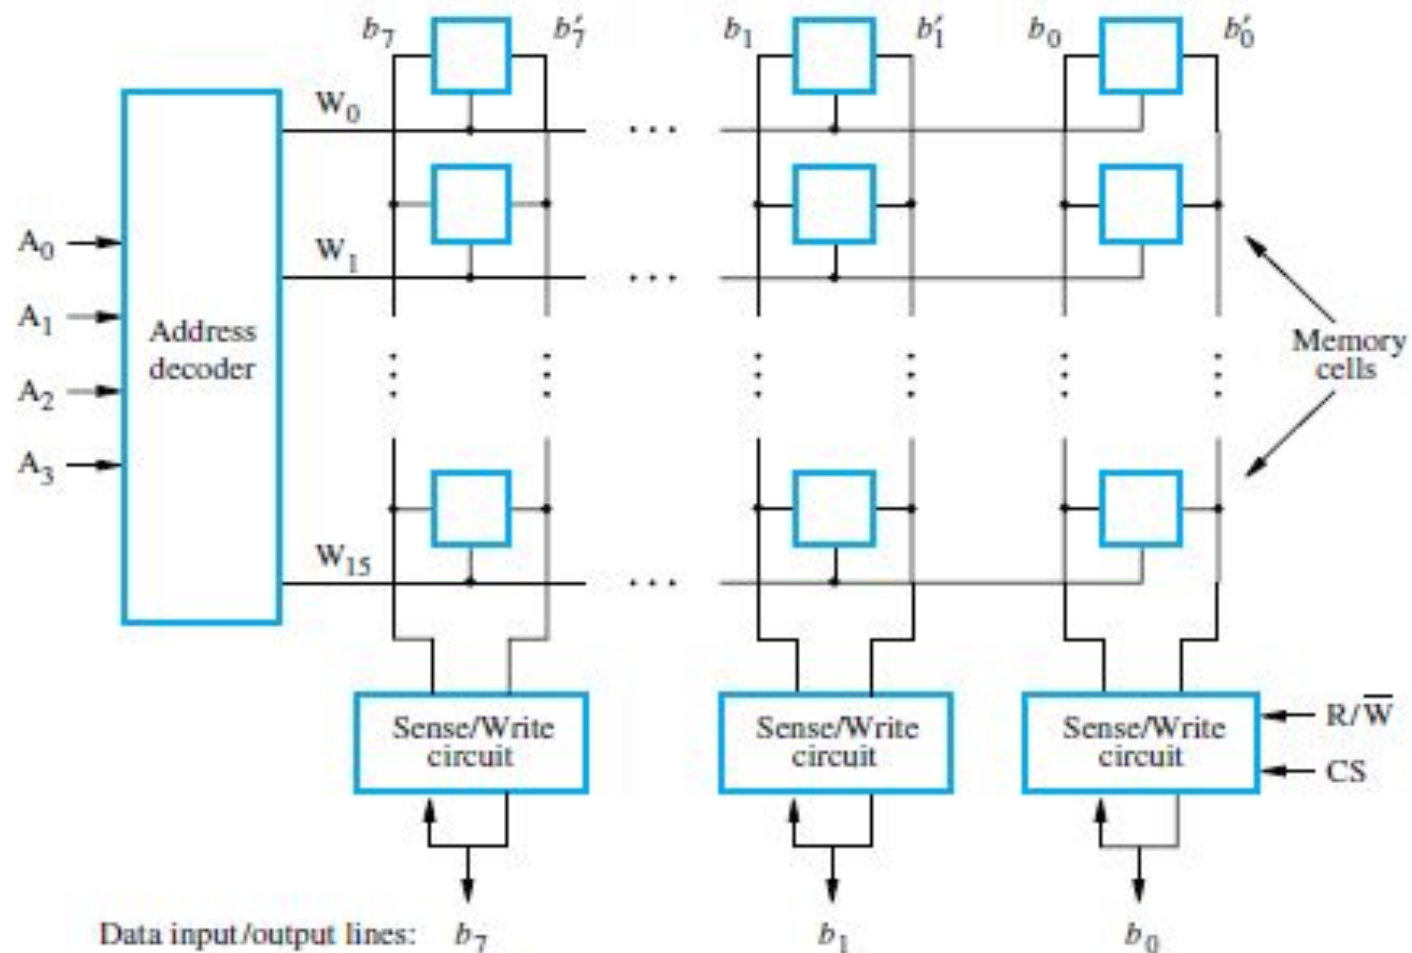 b₇ b′₇ b₁ b′₁ b₀ b′₀
W₀
• • •
A₀
W₁
• • •
A₁
Address
decoder
Memory
cells
A₂
A₃
W₁₅
• • •
Sense/Write
circuit
Sense/Write
circuit
Sense/Write
circuit
R/W̅
CS
Data input/output lines: b₇ b₁ b₀